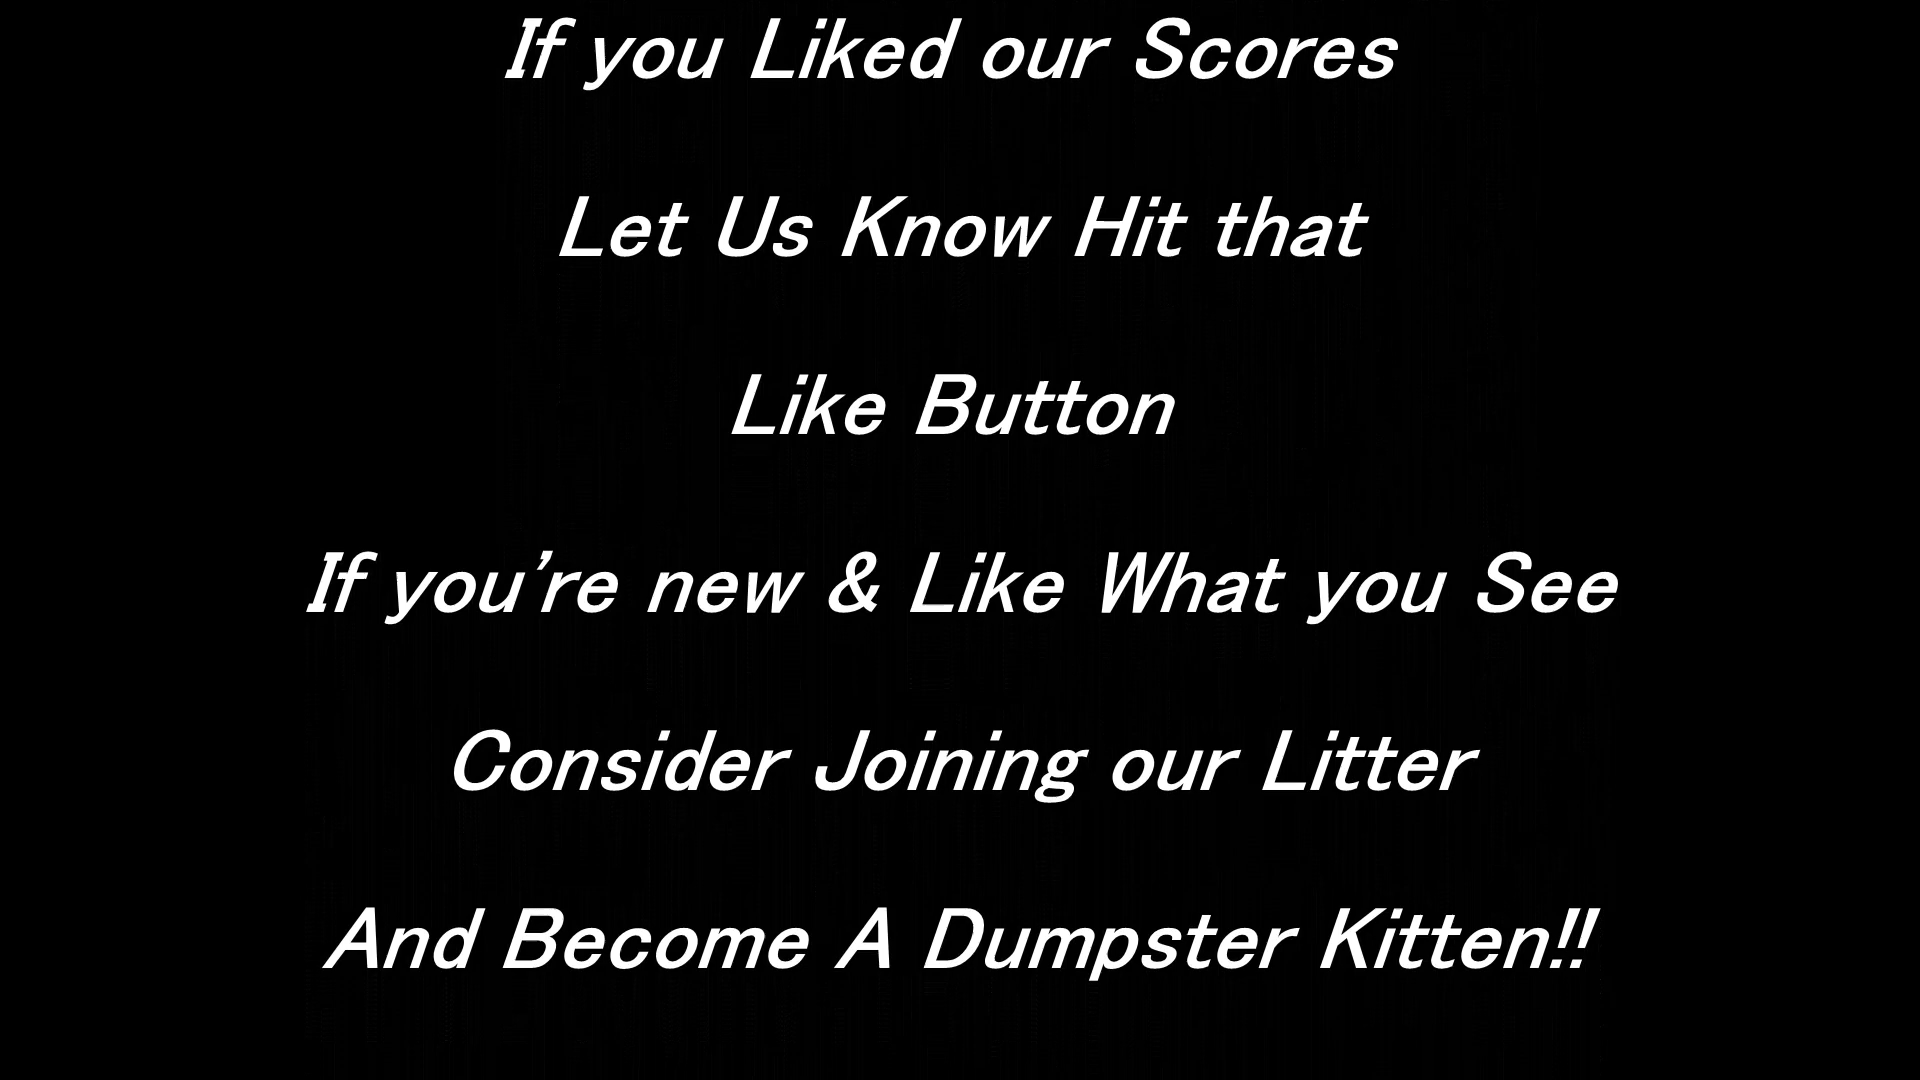 If you Liked our Scores
Let Us Know Hit that
Like Button
If you're new & Like What you See
Consider Joining our Litter
And Become A Dumpster Kitten!!